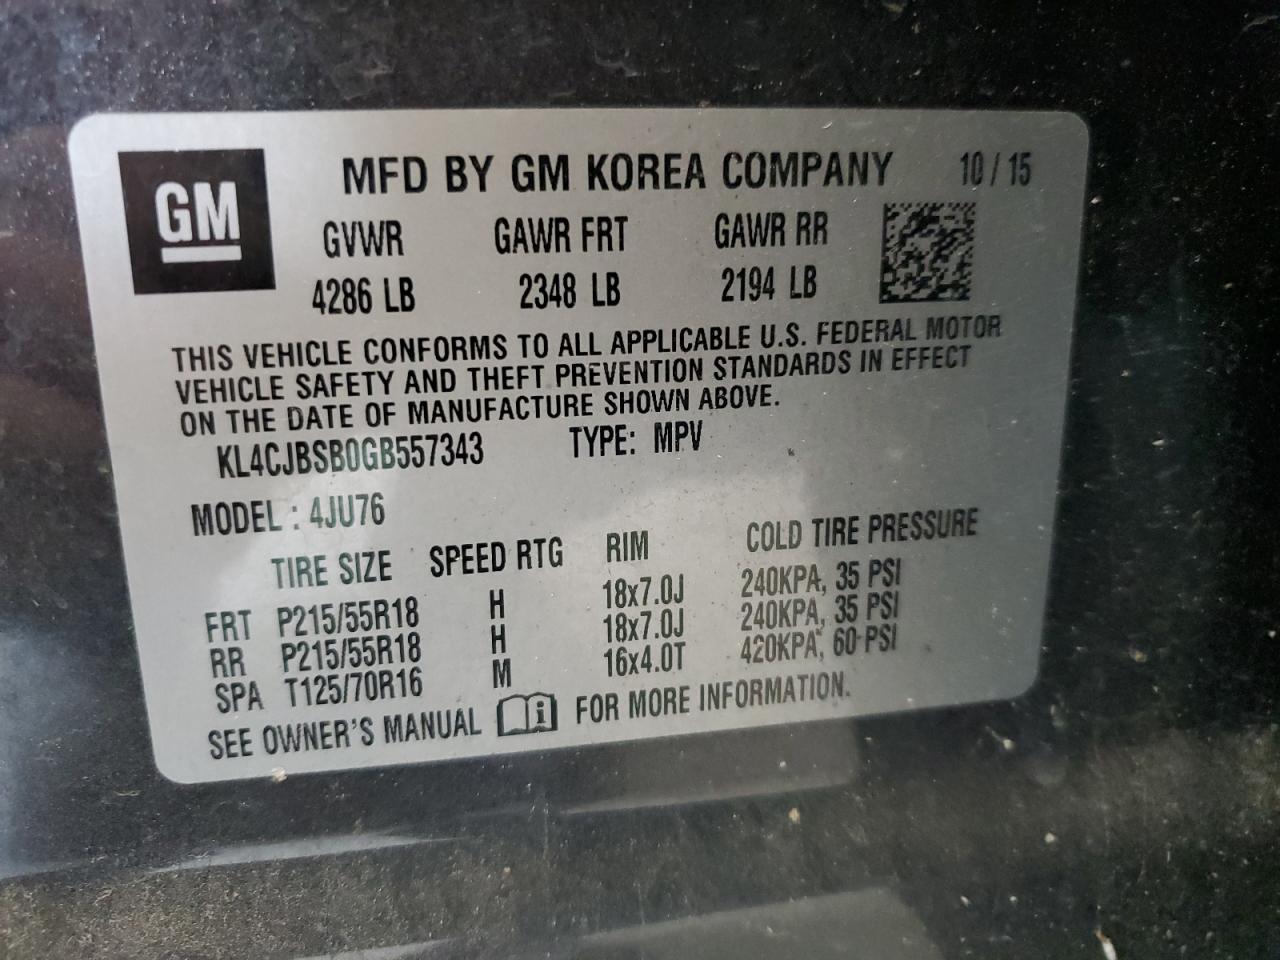 GM
MFD BY GM KOREA COMPANY 10 / 15
GVWR GAWR FRT GAWR RR
4286 LB 2348 LB 2194 LB
THIS VEHICLE CONFORMS TO ALL APPLICABLE U.S. FEDERAL MOTOR
VEHICLE SAFETY AND THEFT PREVENTION STANDARDS IN EFFECT
ON THE DATE OF MANUFACTURE SHOWN ABOVE.
KL4CJBSB0GB557343 TYPE: MPV
MODEL : 4JU76
TIRE SIZE SPEED RTG RIM COLD TIRE PRESSURE
FRT P215/55R18 H 18x7.0J 240KPA, 35 PSI
RR P215/55R18 H 18x7.0J 240KPA, 35 PSI
SPA T125/70R16 M 16x4.0T 420KPA, 60 PSI
SEE OWNER'S MANUAL i FOR MORE INFORMATION.